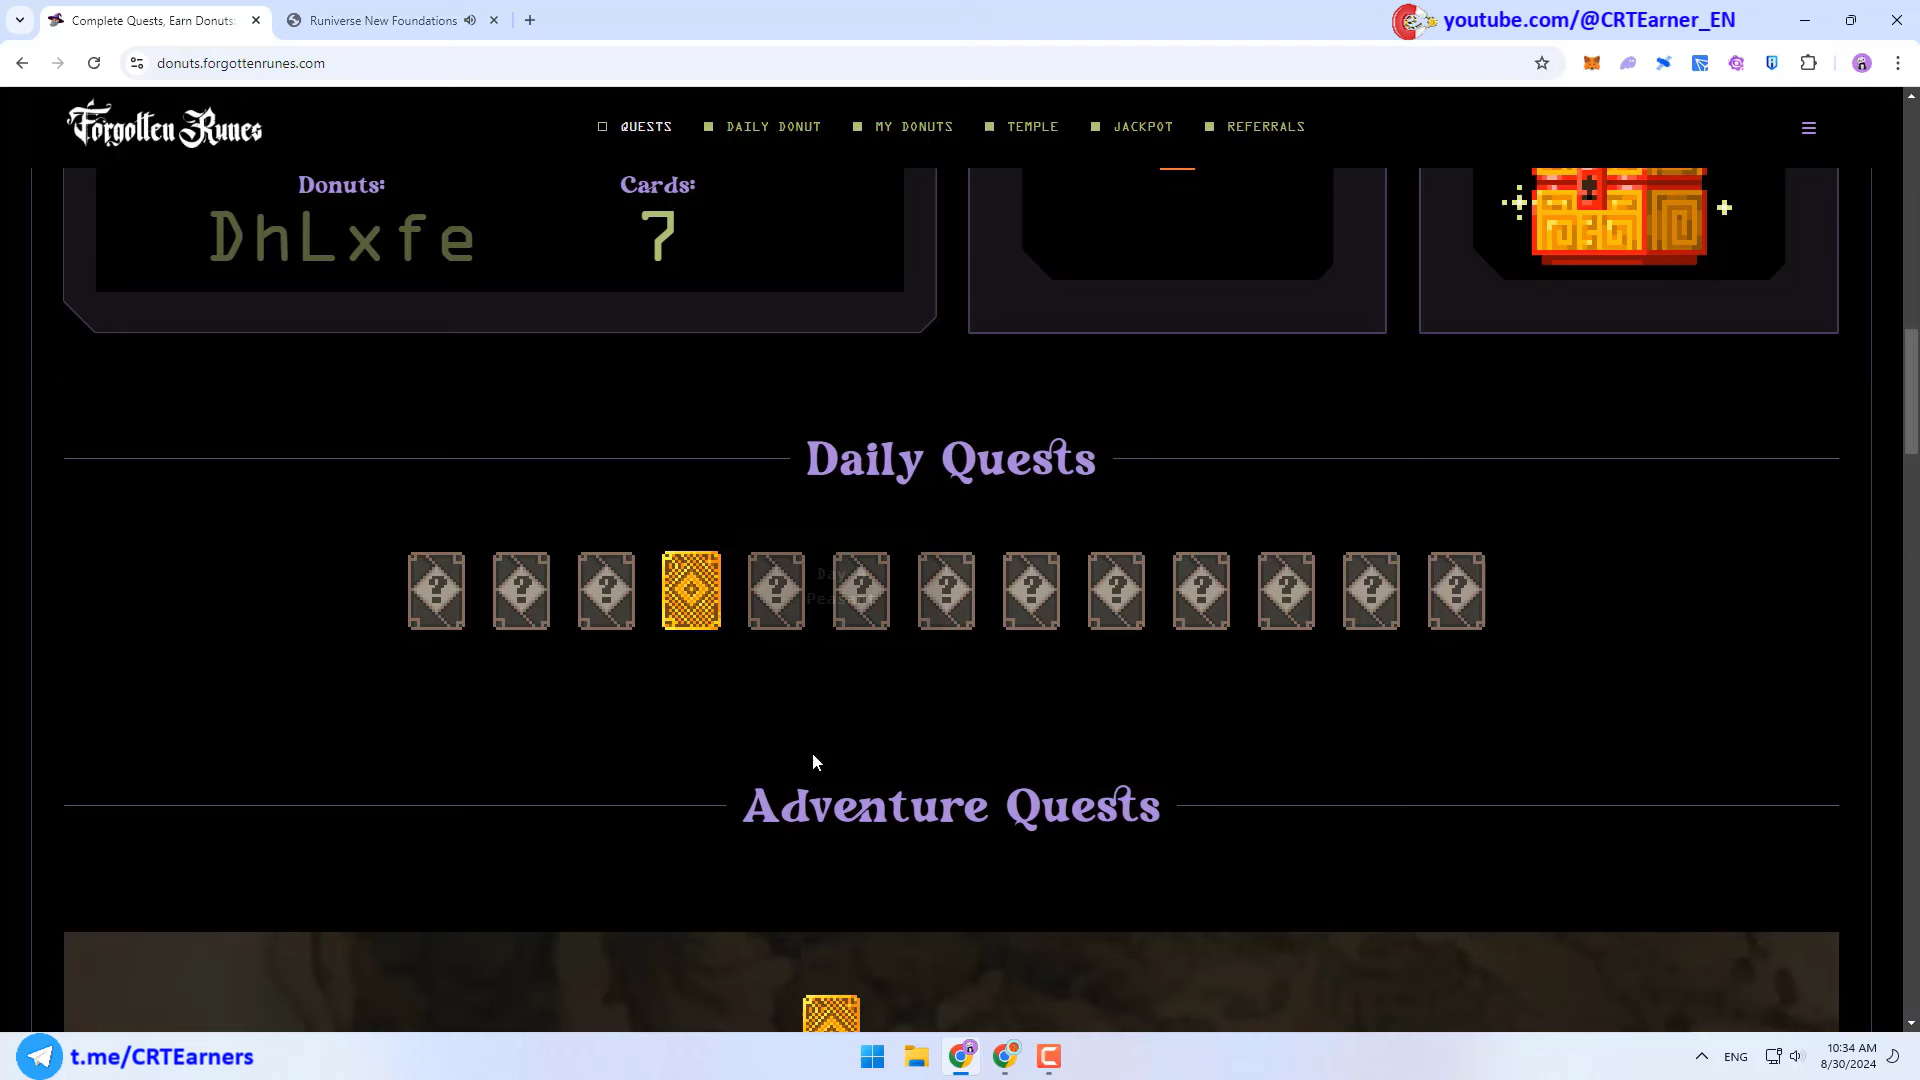 Complete Quests, Earn Donuts
Runiverse New Foundations
youtube.com/@CRTEarner_EN
donuts.forgottenrunes.com
Forgotten Runes
QUESTS
DAILY DONUT
MY DONUTS
TEMPLE
JACKPOT
REFERRALS
Donuts:
Cards:
DhLxfe
7
Daily Quests
? ? ? ? ? ? ? ? ? ? ? ?
Adventure Quests
t.me/CRTEarners
ENG
10:34 AM
8/30/2024